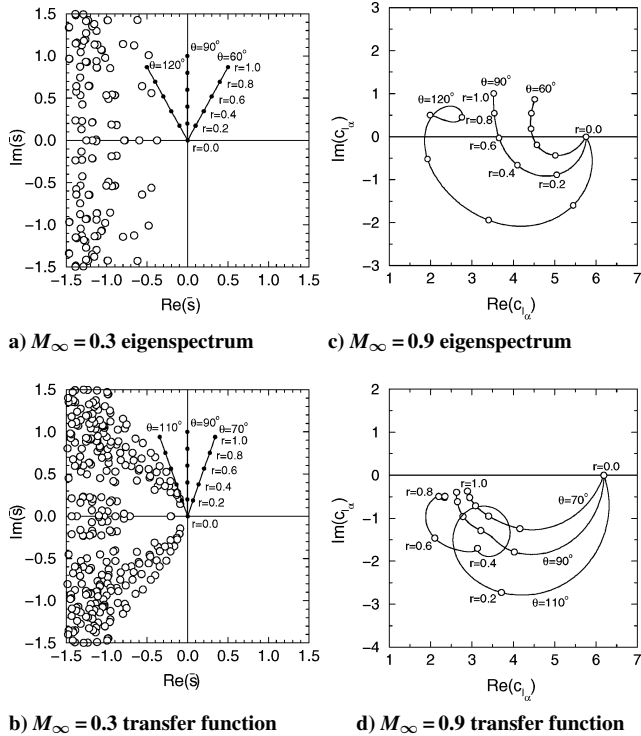 Im(s̄)
1.5
1.0
0.5
0.0
−0.5
−1.0
−1.5
θ=120°
θ=90°
θ=60°
r=1.0
r=0.8
r=0.6
r=0.4
r=0.2
r=0.0
−1.5 −1.0 −0.5 0.0 0.5 1.0 1.5
Re(s̄)
a) M∞ = 0.3 eigenspectrum
Im(c_lα)
3
2
1
0
−1
−2
−3
θ=90°
θ=60°
r=1.0
θ=120°
r=0.8
r=0.6
r=0.0
r=0.4
r=0.2
1 2 3 4 5 6 7
Re(c_lα)
c) M∞ = 0.9 eigenspectrum
Im(s̄)
1.5
1.0
0.5
0.0
−0.5
−1.0
−1.5
θ=110°
θ=90°
θ=70°
r=1.0
r=0.8
r=0.6
r=0.4
r=0.2
r=0.0
−1.5 −1.0 −0.5 0.0 0.5 1.0 1.5
Re(s̄)
b) M∞ = 0.3 transfer function
Im(c_lα)
2
1
0
−1
−2
−3
−4
r=0.0
r=1.0
r=0.8
θ=70°
r=0.6
r=0.4
θ=90°
r=0.2
θ=110°
1 2 3 4 5 6 7
Re(c_lα)
d) M∞ = 0.9 transfer function